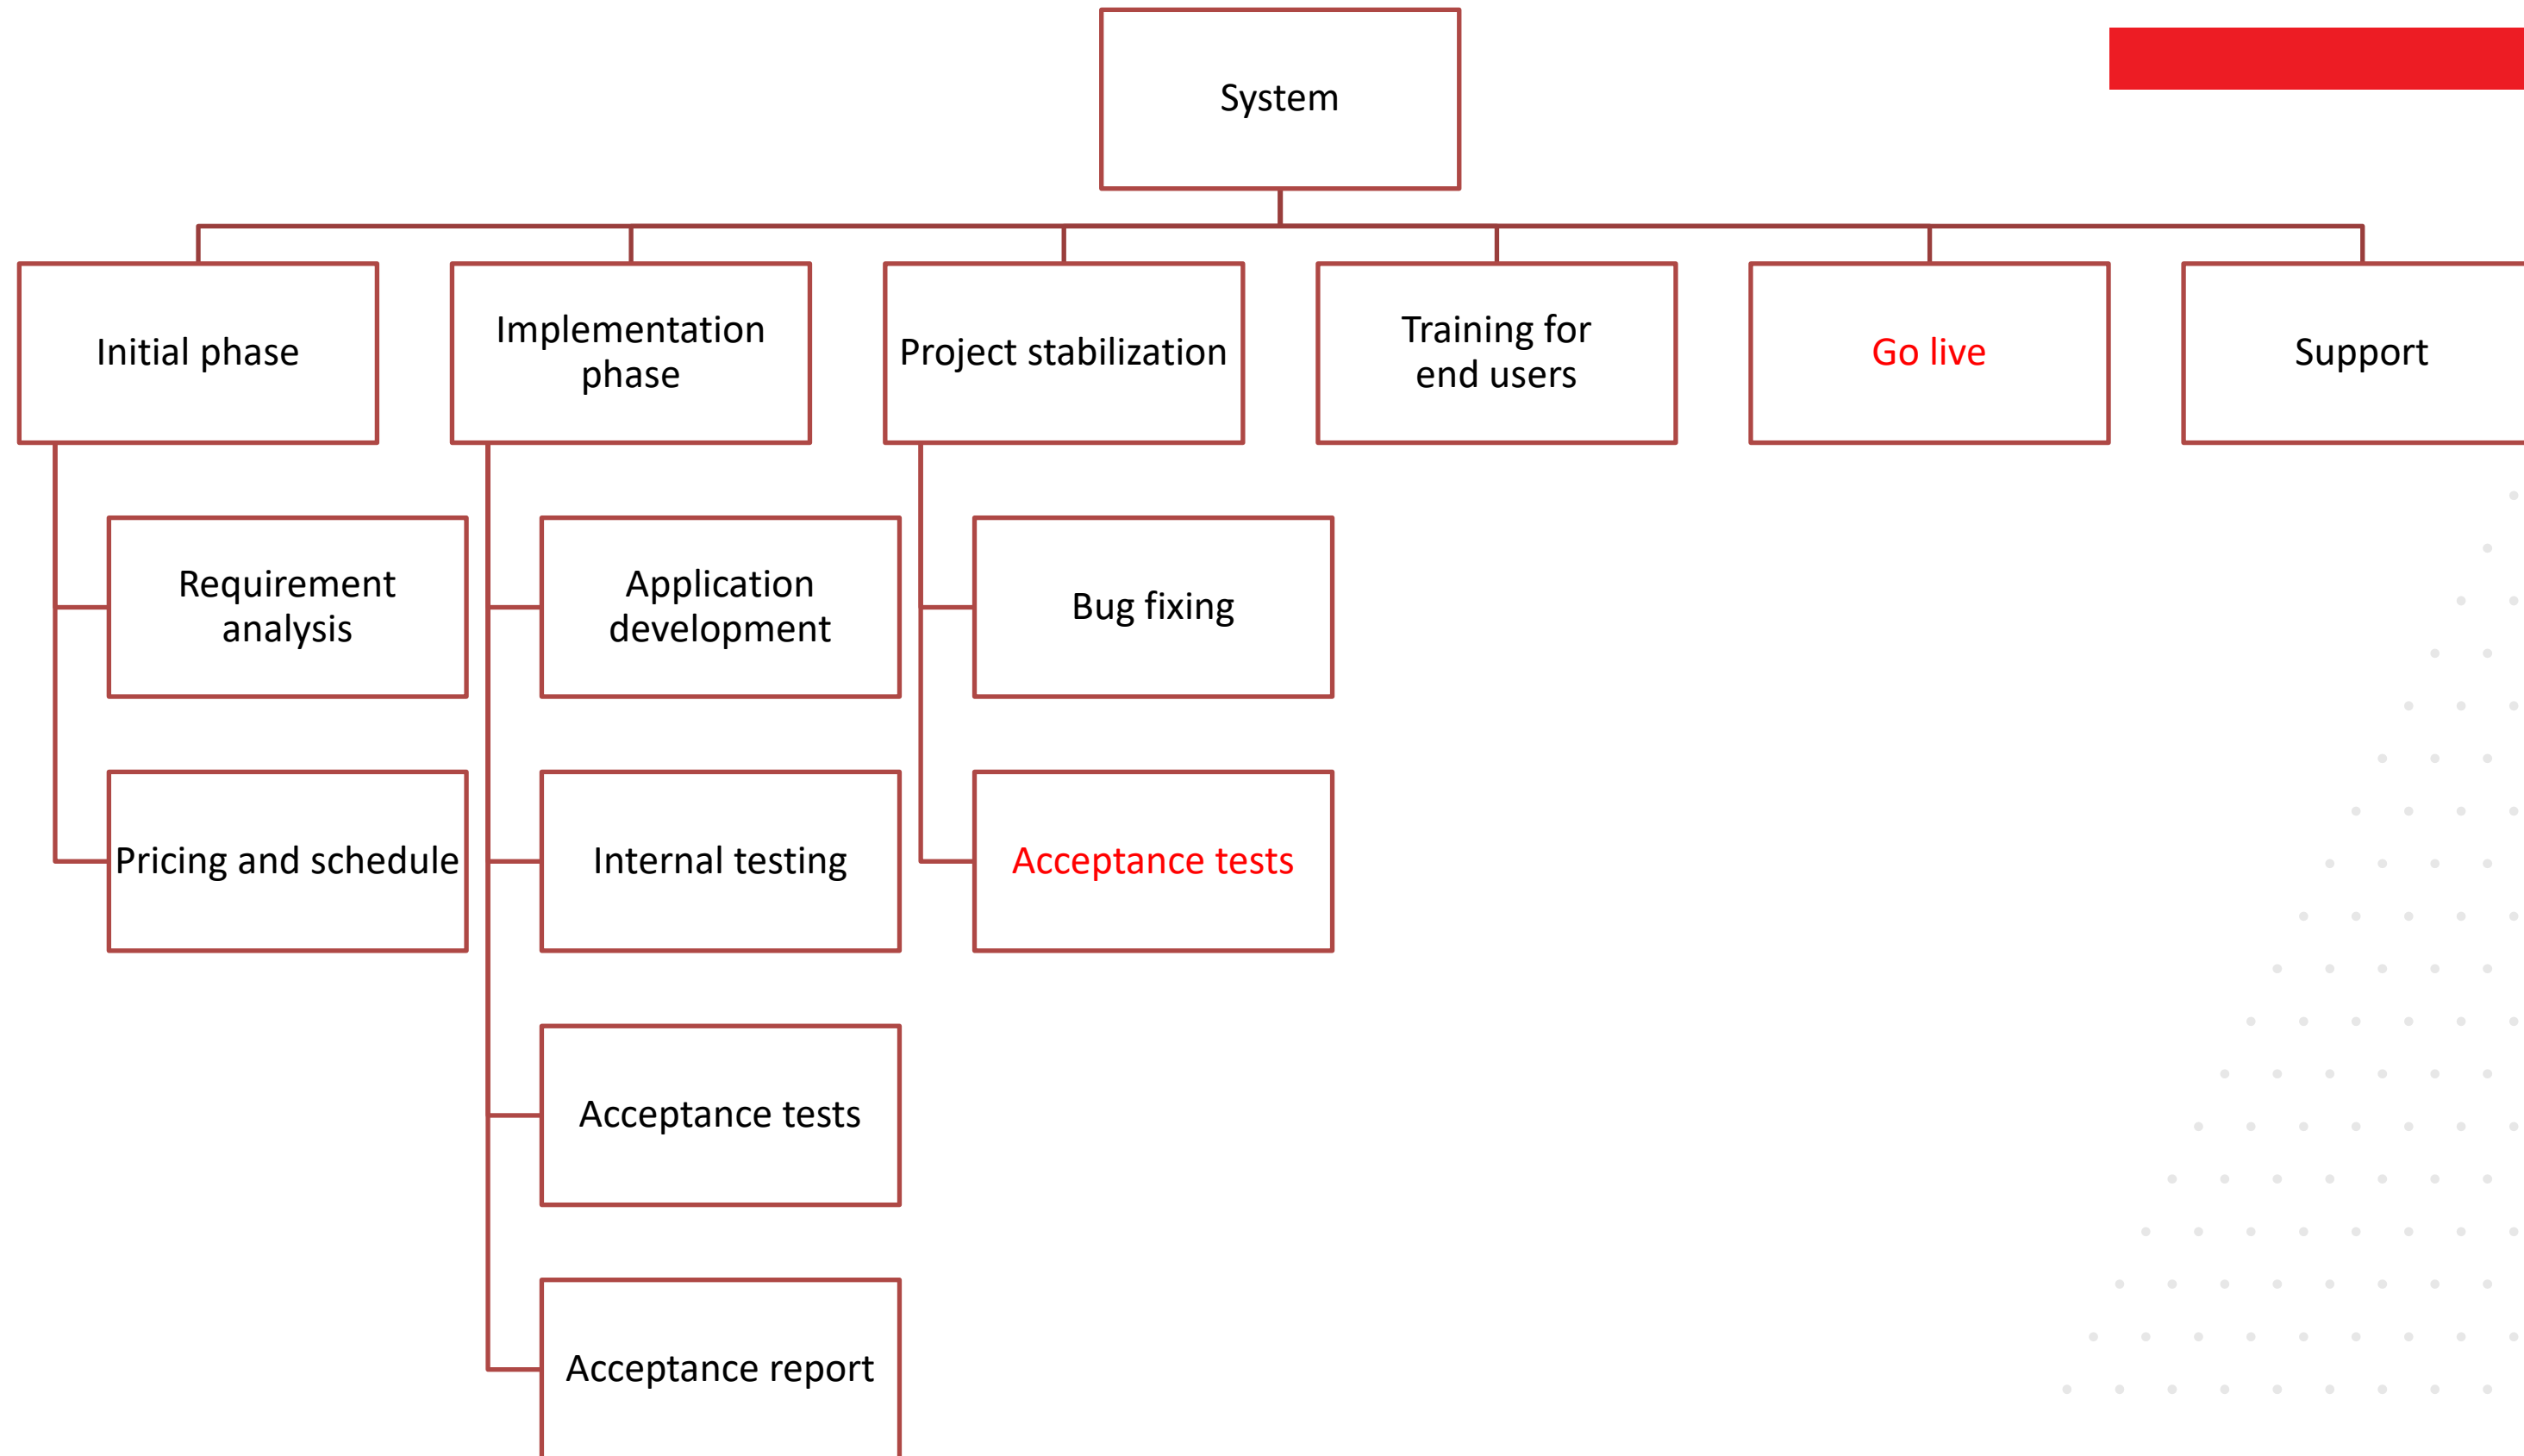 System
Initial phase
Implementation
phase
Project stabilization
Training for
end users
Go live
Support
Requirement
analysis
Application
development
Bug fixing
Pricing and schedule
Internal testing
Acceptance tests
Acceptance tests
Acceptance report